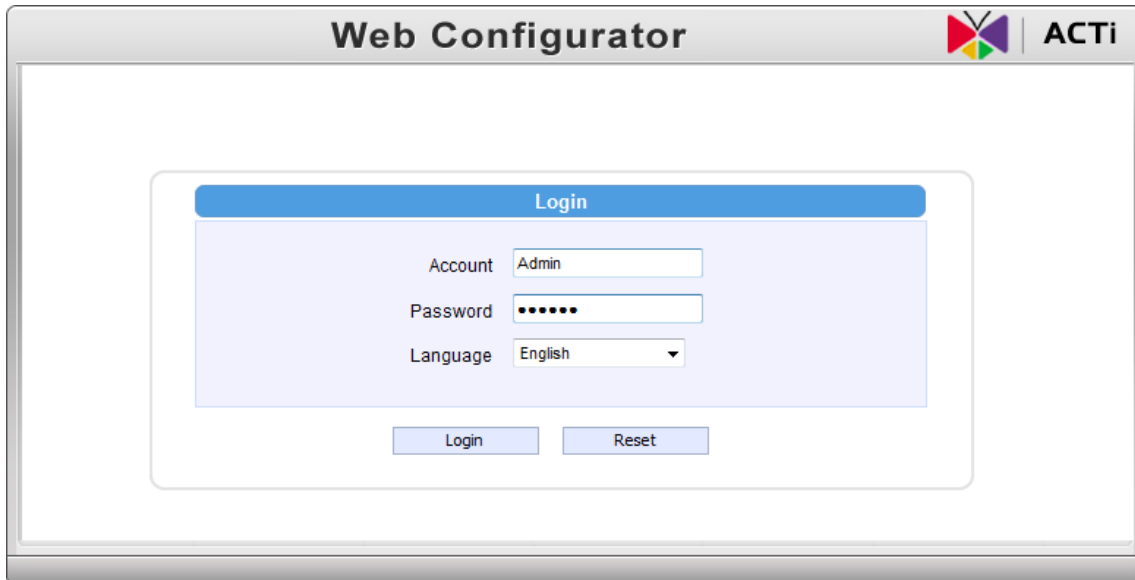 Web Configurator
ACTi
Login
Account Admin
Password ••••••
Language English
Login Reset